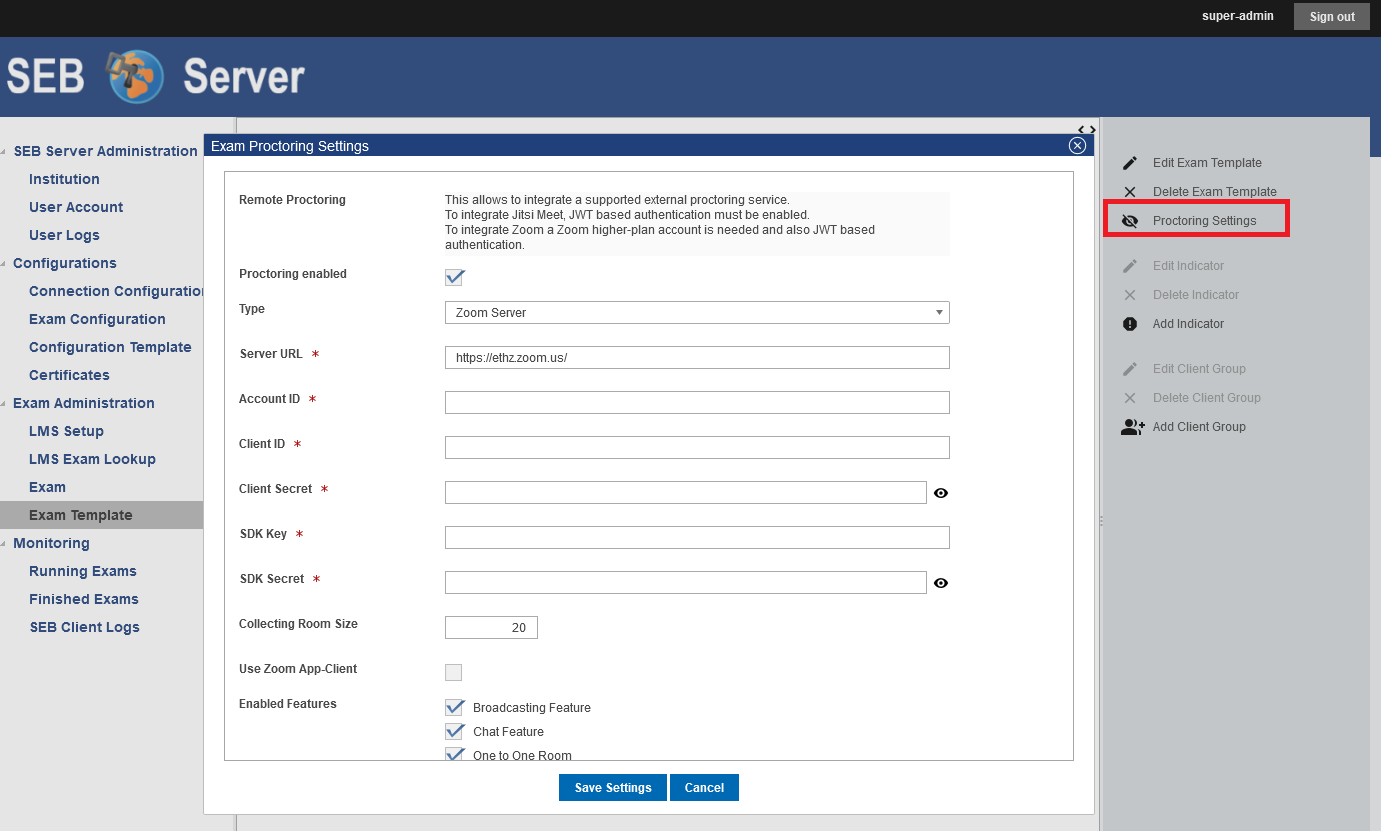 super-admin
Sign out
SEB Server
SEB Server Administration
Institution
User Account
User Logs
Configurations
Connection Configuration
Exam Configuration
Configuration Template
Certificates
Exam Administration
LMS Setup
LMS Exam Lookup
Exam
Exam Template
Monitoring
Running Exams
Finished Exams
SEB Client Logs
Exam Proctoring Settings
Remote Proctoring
This allows to integrate a supported external proctoring service.
To integrate Jitsi Meet, JWT based authentication must be enabled.
To integrate Zoom a Zoom higher-plan account is needed and also JWT based
authentication.
Proctoring enabled
Type
Zoom Server
Server URL *
https://ethz.zoom.us/
Account ID *
Client ID *
Client Secret *
SDK Key *
SDK Secret *
Collecting Room Size
20
Use Zoom App-Client
Enabled Features
Broadcasting Feature
Chat Feature
One to One Room
Save Settings
Cancel
Edit Exam Template
Delete Exam Template
Proctoring Settings
Edit Indicator
Delete Indicator
Add Indicator
Edit Client Group
Delete Client Group
Add Client Group